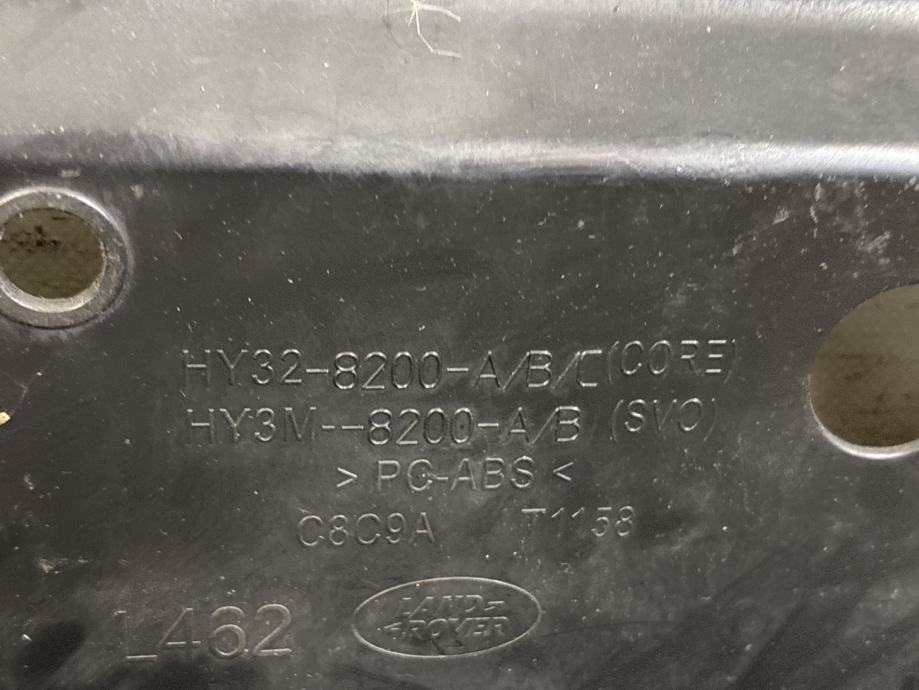 HY32-8200-A/B/C (CORE)
HY3M--8200-A/B (SVO)
> PC-ABS <
C8C9A T1158
L462
LAND-
ROVER